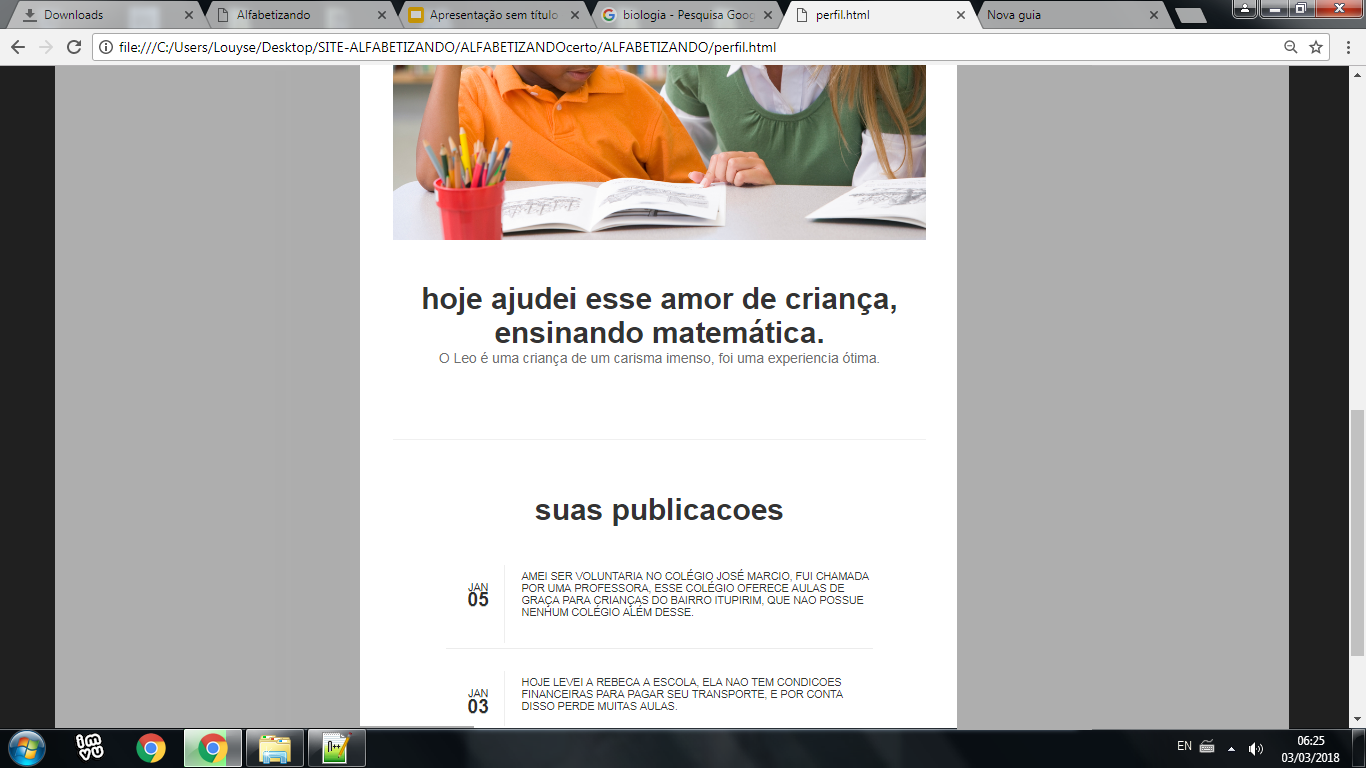 Downloads
Alfabetizando
Apresentação sem título
biologia - Pesquisa Goog
perfil.html
Nova guia
file:///C:/Users/Louyse/Desktop/SITE-ALFABETIZANDO/ALFABETIZANDOcerto/ALFABETIZANDO/perfil.html
hoje ajudei esse amor de criança,
ensinando matemática.
O Leo é uma criança de um carisma imenso, foi uma experiencia ótima.
suas publicacoes
JAN
05
AMEI SER VOLUNTARIA NO COLÉGIO JOSÉ MARCIO, FUI CHAMADA
POR UMA PROFESSORA, ESSE COLÉGIO OFERECE AULAS DE
GRAÇA PARA CRIANÇAS DO BAIRRO ITUPIRIM, QUE NAO POSSUE
NENHUM COLÉGIO ALÉM DESSE.
JAN
03
HOJE LEVEI A REBECA A ESCOLA, ELA NAO TEM CONDICOES
FINANCEIRAS PARA PAGAR SEU TRANSPORTE, E POR CONTA
DISSO PERDE MUITAS AULAS.
imvu
EN
06:25
03/03/2018